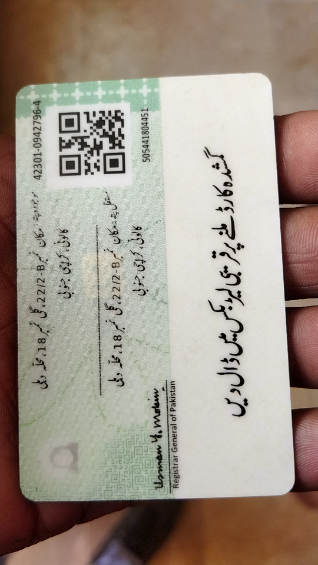 42301-0942796-4
موجودہ پتہ: مکان نمبر 22/2-B، گلی نمبر 18، محلہ دہلی
کالونی، کراچی جنوبی
مستقل پتہ: مکان نمبر 22/2-B، گلی نمبر 18، محلہ دہلی
کالونی، کراچی جنوبی
505441804451
Registrar General of Pakistan
گمشدہ کارڈ ملنے پر قریبی لیٹر بکس میں ڈال دیں